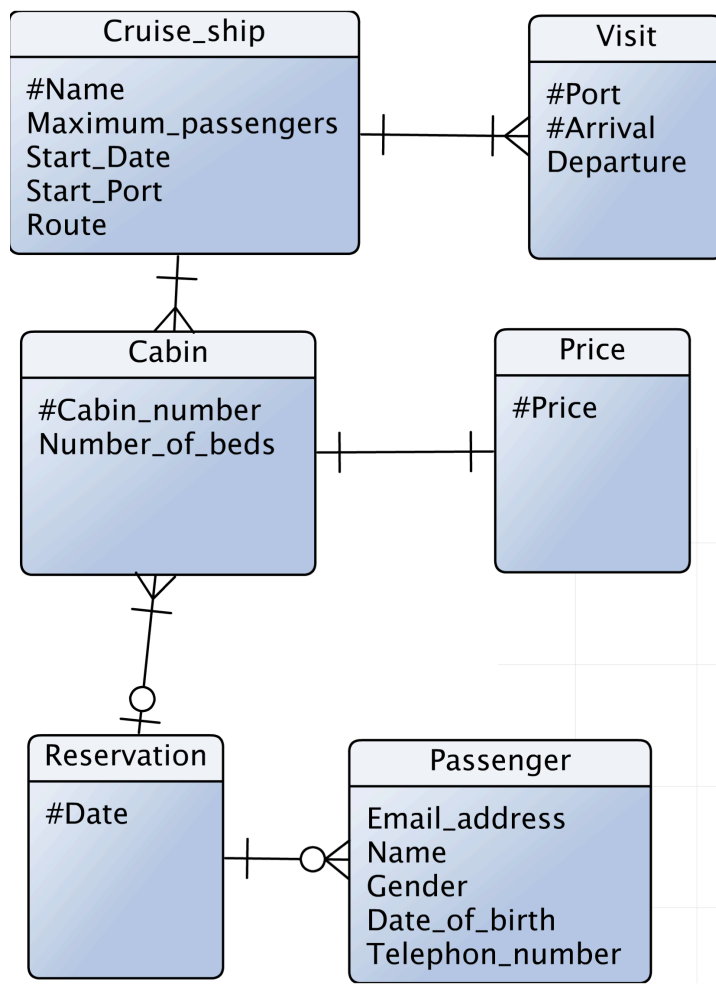 Cruise_ship
#Name
Maximum_passengers
Start_Date
Start_Port
Route
Visit
#Port
#Arrival
Departure
Cabin
#Cabin_number
Number_of_beds
Price
#Price
Reservation
#Date
Passenger
Email_address
Name
Gender
Date_of_birth
Telephon_number